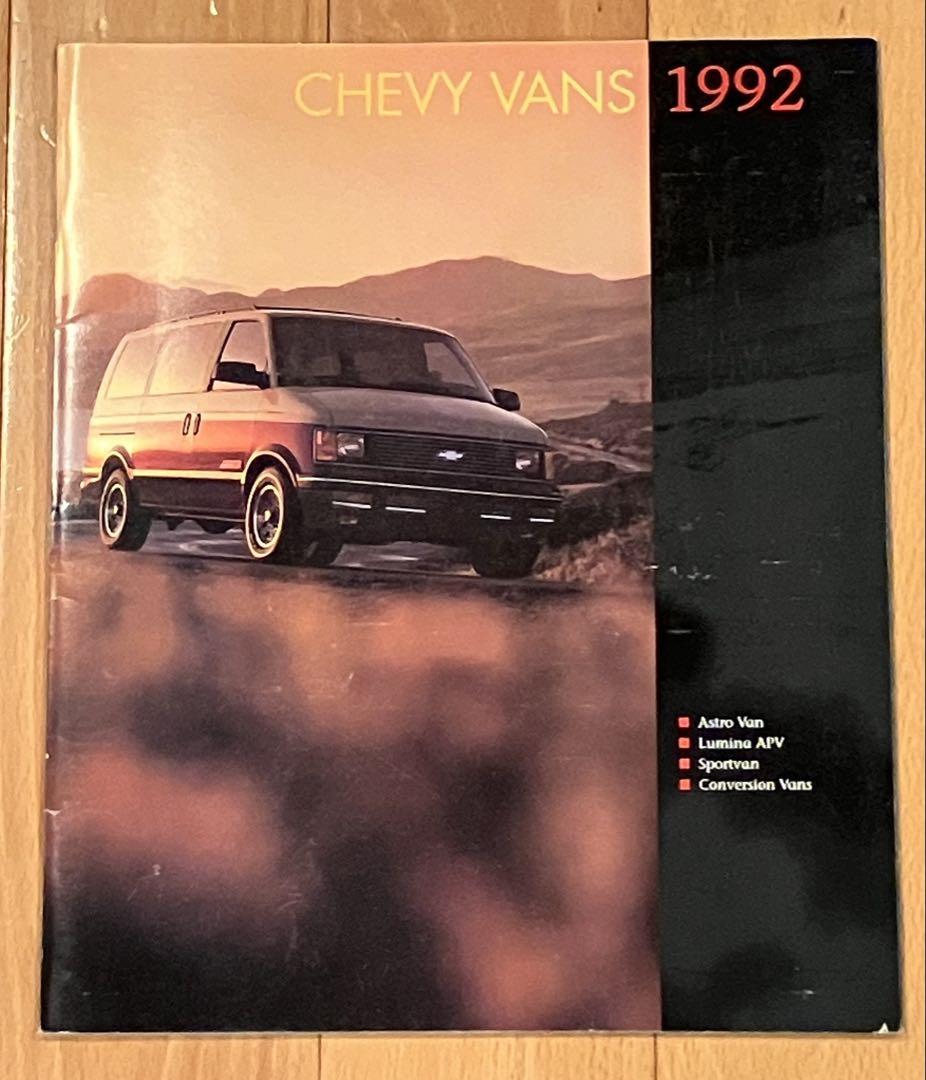 CHEVY VANS 1992
Astro Van
Lumina APV
Sportvan
Conversion Vans